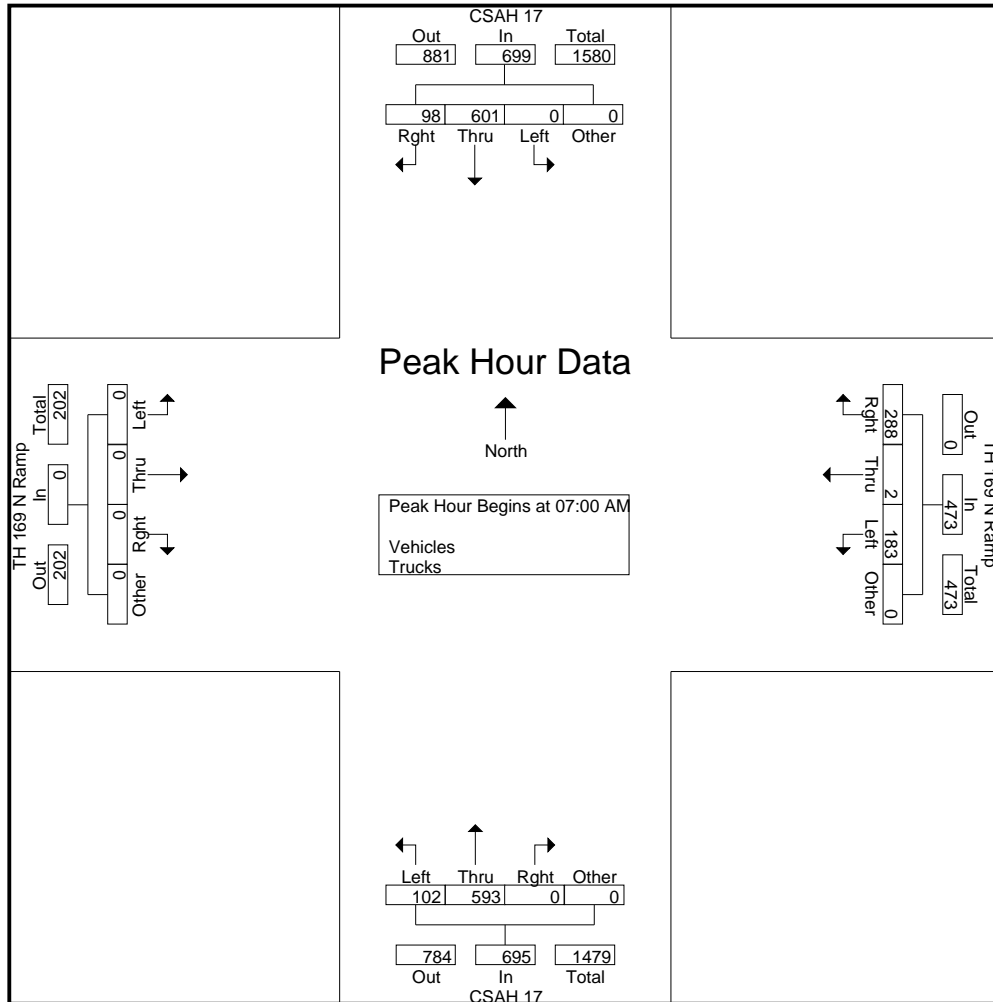 CSAH 17
Out In Total
881 699 1580
98 601 0 0
Rght Thru Left Other
Peak Hour Data
North
Peak Hour Begins at 07:00 AM
Vehicles
Trucks
TH 169 N Ramp
Total In Out
202 0 202
0 0 0 0
Left Thru Rght Other
TH 169 N Ramp
Out In Total
0 473 473
288 2 183 0
Rght Thru Left Other
Left Thru Rght Other
102 593 0 0
784 695 1479
Out In Total
CSAH 17